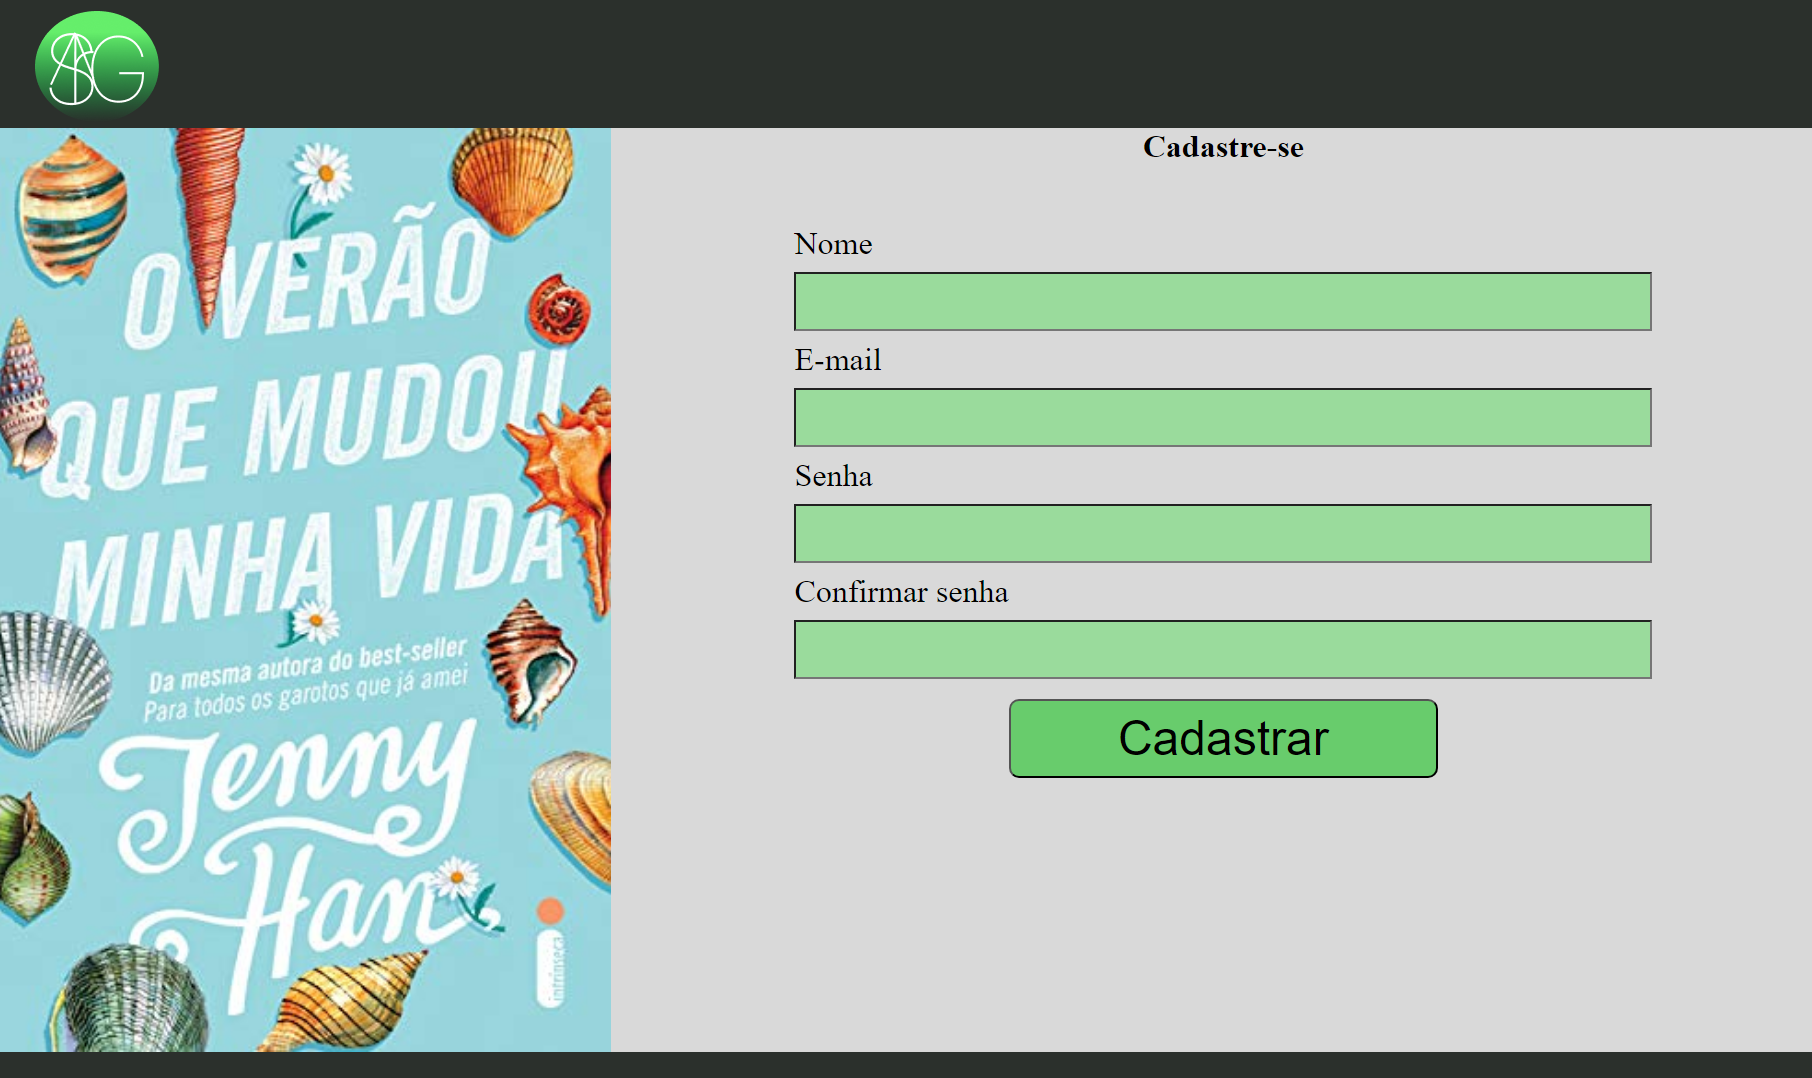 O VERÃO
QUE MUDOU
MINHA VIDA
Da mesma autora do best-seller
Para todos os garotos que já amei
Jenny
Han
intrínseca
Cadastre-se
Nome
E-mail
Senha
Confirmar senha
Cadastrar